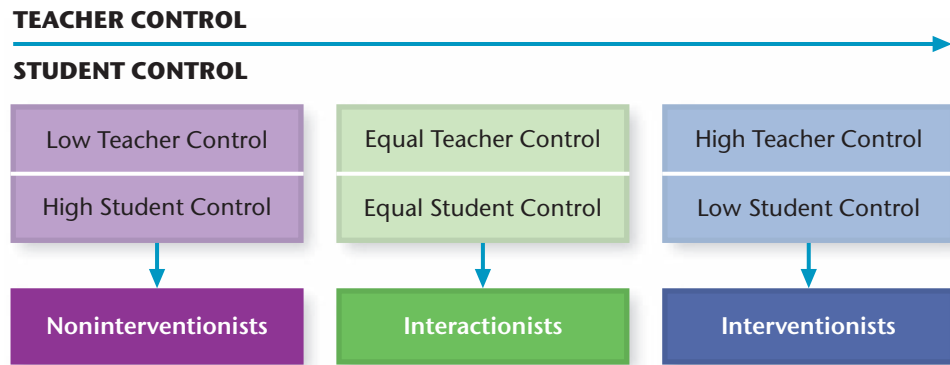 TEACHER CONTROL
STUDENT CONTROL
Low Teacher Control
High Student Control
Equal Teacher Control
Equal Student Control
High Teacher Control
Low Student Control
Noninterventionists
Interactionists
Interventionists